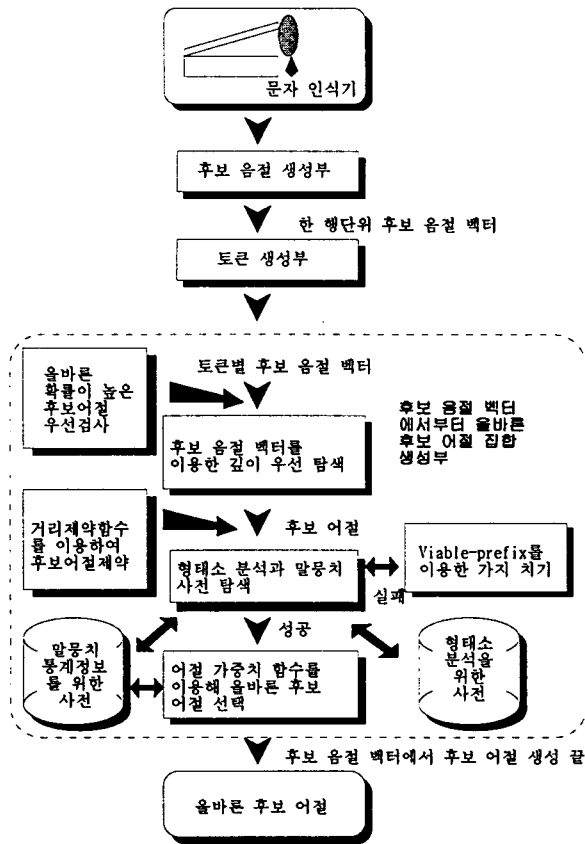 문자 인식기
후보 음절 생성부
한 행단위 후보 음절 벡터
토큰 생성부
토큰별 후보 음절 벡터
올바른
확률이 높은
후보어절
우선검사
후보 음절 벡터
에서부터 올바른
후보 어절 집합
생성부
후보 음절 벡터를
이용한 깊이 우선 탐색
거리제약함수
를 이용하여
후보어절제약
후보 어절
형태소 분석과 말뭉치
사전 탐색
Viable-prefix를
이용한 가지 치기
실패
성공
말뭉치
통계정보
를 위한
사전
어절 가중치 함수를
이용해 올바른 후보
어절 선택
형태소
분석을
위한
사전
후보 음절 벡터에서 후보 어절 생성 끝
올바른 후보 어절